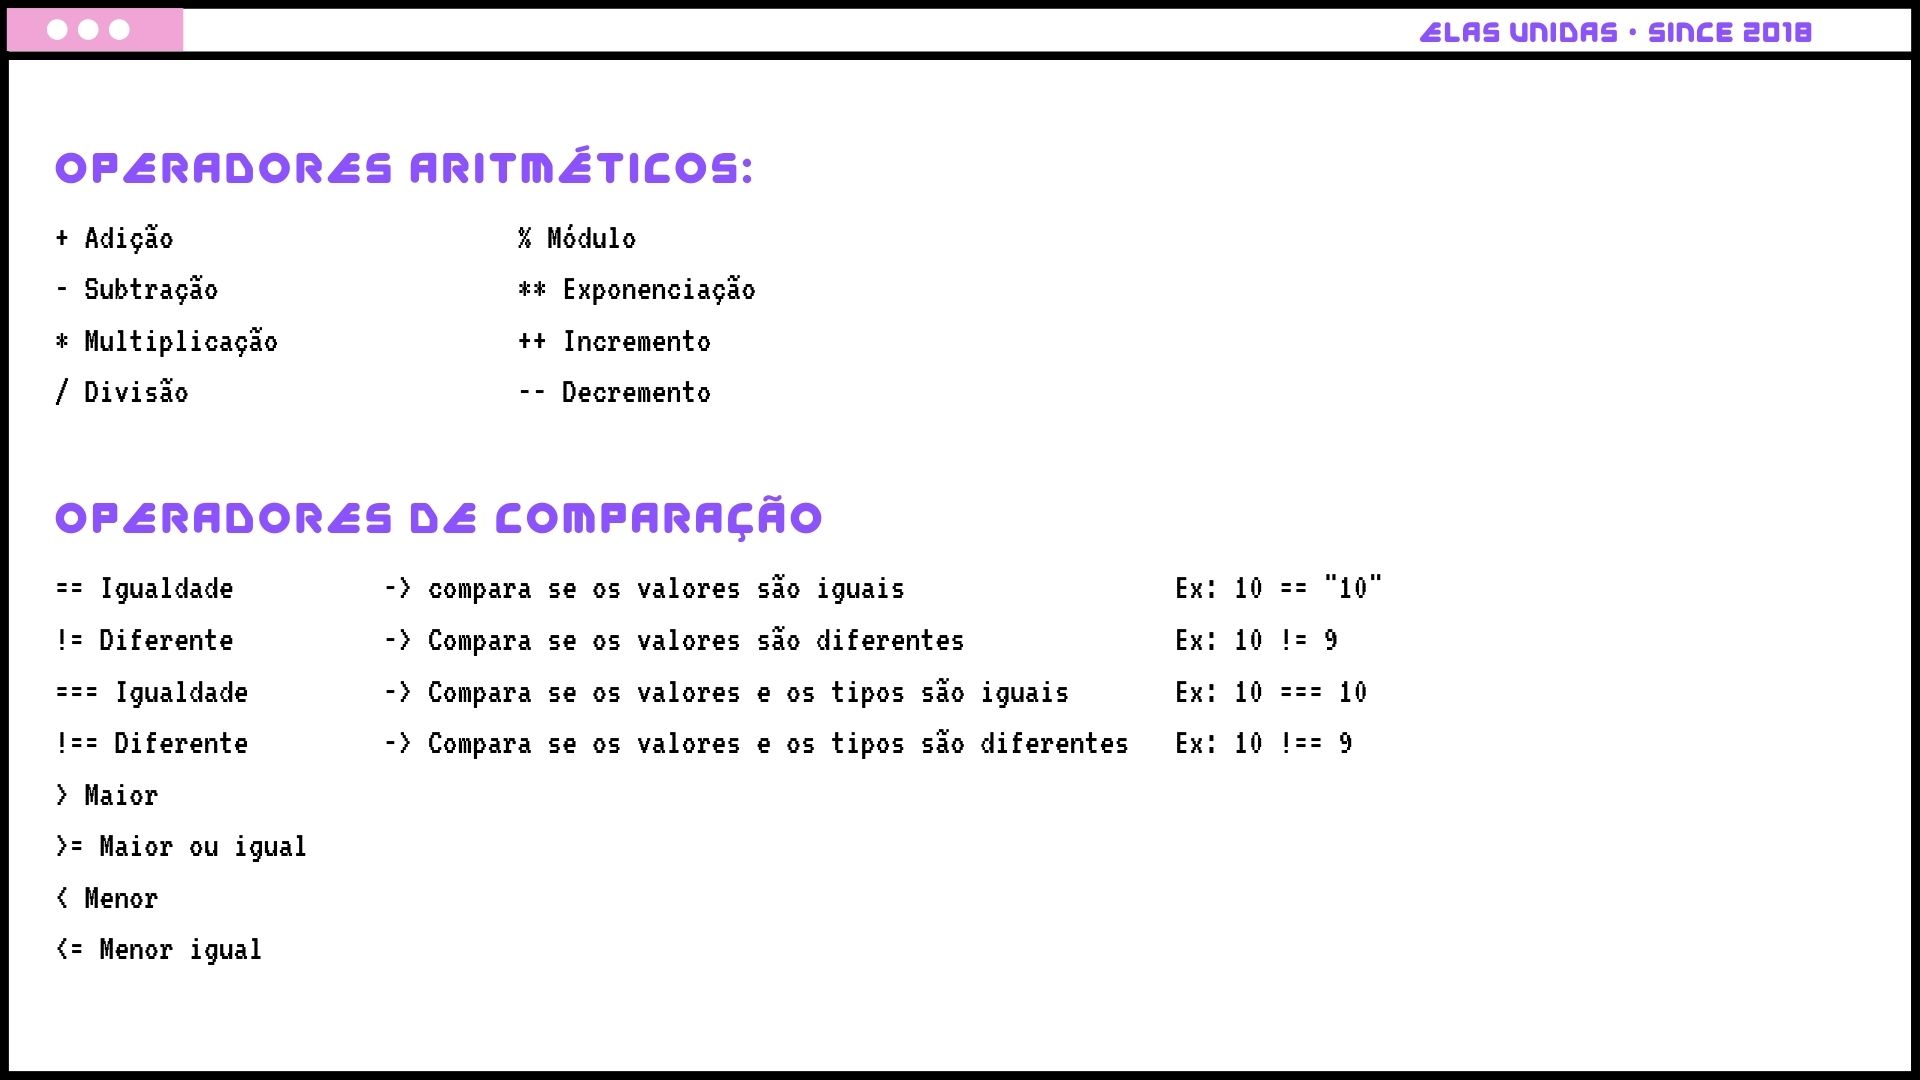 ELAS UNIDAS · SINCE 2018
OPERADORES ARITMÉTICOS:
+ Adição
- Subtração
* Multiplicação
/ Divisão
% Módulo
** Exponenciação
++ Incremento
-- Decremento
OPERADORES DE COMPARAÇÃO
== Igualdade -> compara se os valores são iguais Ex: 10 == "10"
!= Diferente -> Compara se os valores são diferentes Ex: 10 != 9
=== Igualdade -> Compara se os valores e os tipos são iguais Ex: 10 === 10
!== Diferente -> Compara se os valores e os tipos são diferentes Ex: 10 !== 9
> Maior
>= Maior ou igual
< Menor
<= Menor igual